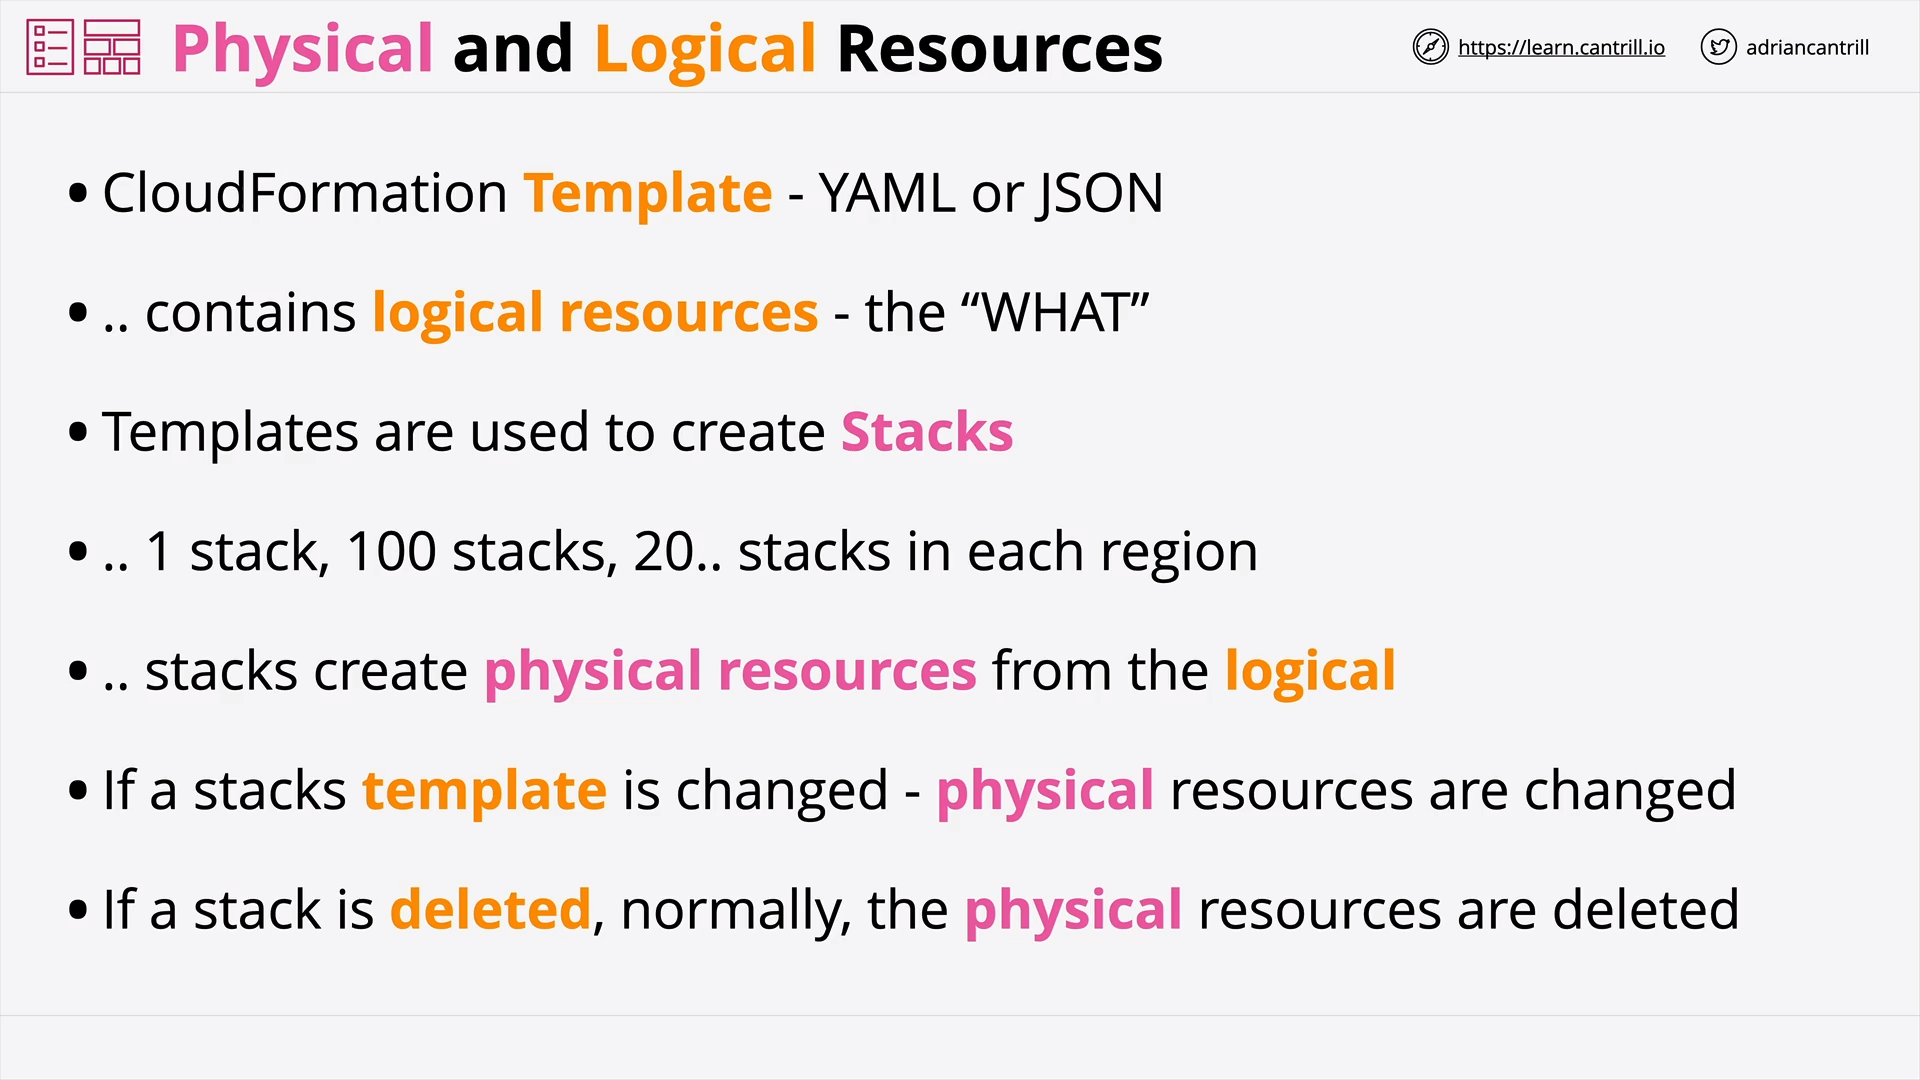 Physical and Logical Resources
https://learn.cantrill.io
adriancantrill
• CloudFormation Template - YAML or JSON
• .. contains logical resources - the “WHAT”
• Templates are used to create Stacks
• .. 1 stack, 100 stacks, 20.. stacks in each region
• .. stacks create physical resources from the logical
• If a stacks template is changed - physical resources are changed
• If a stack is deleted, normally, the physical resources are deleted